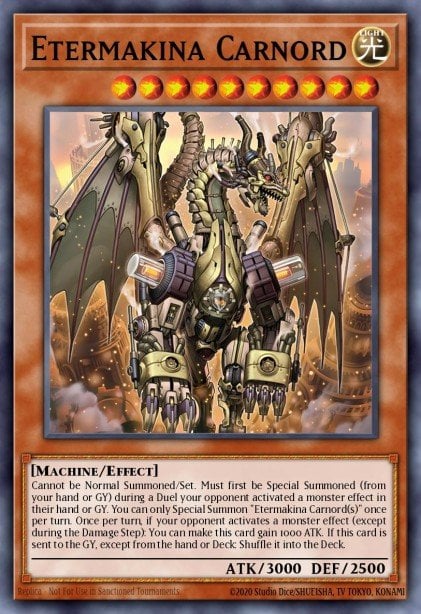 Etermakina Carnord
LIGHT
光
[Machine/Effect]
Cannot be Normal Summoned/Set. Must first be Special Summoned (from
your hand or GY) during a Duel your opponent activated a monster effect in
their hand or GY. You can only Special Summon "Etermakina Carnord(s)" once
per turn. Once per turn, if your opponent activates a monster effect (except
during the Damage Step): You can make this card gain 1000 ATK. If this card is
sent to the GY, except from the hand or Deck: Shuffle it into the Deck.
ATK/3000 DEF/2500
Replica - Not For Use in Sanctioned Tournaments
©2020 Studio Dice/SHUEISHA, TV TOKYO, KONAMI